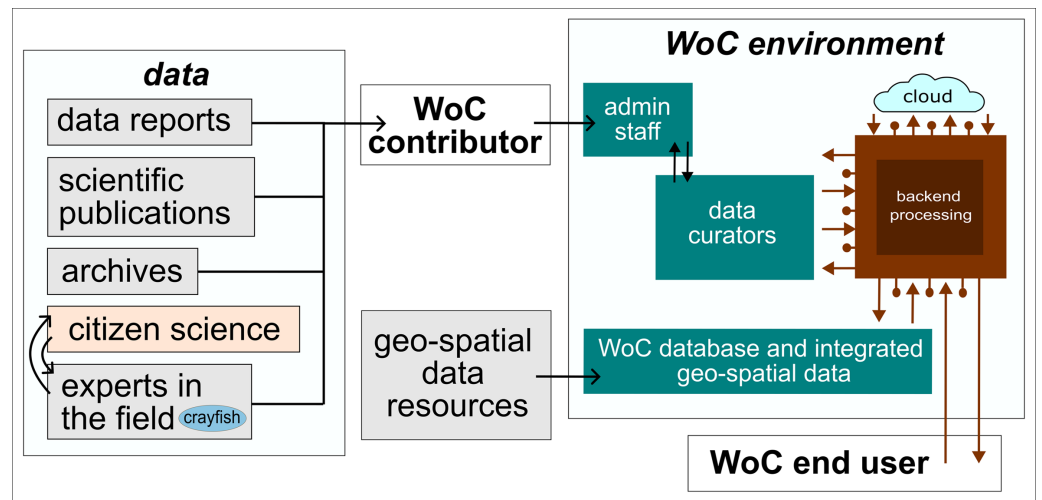 data
data reports
scientific
publications
archives
citizen science
experts in
the field
crayfish
WoC
contributor
geo-spatial
data
resources
WoC environment
admin
staff
data
curators
cloud
backend
processing
WoC database and integrated
geo-spatial data
WoC end user